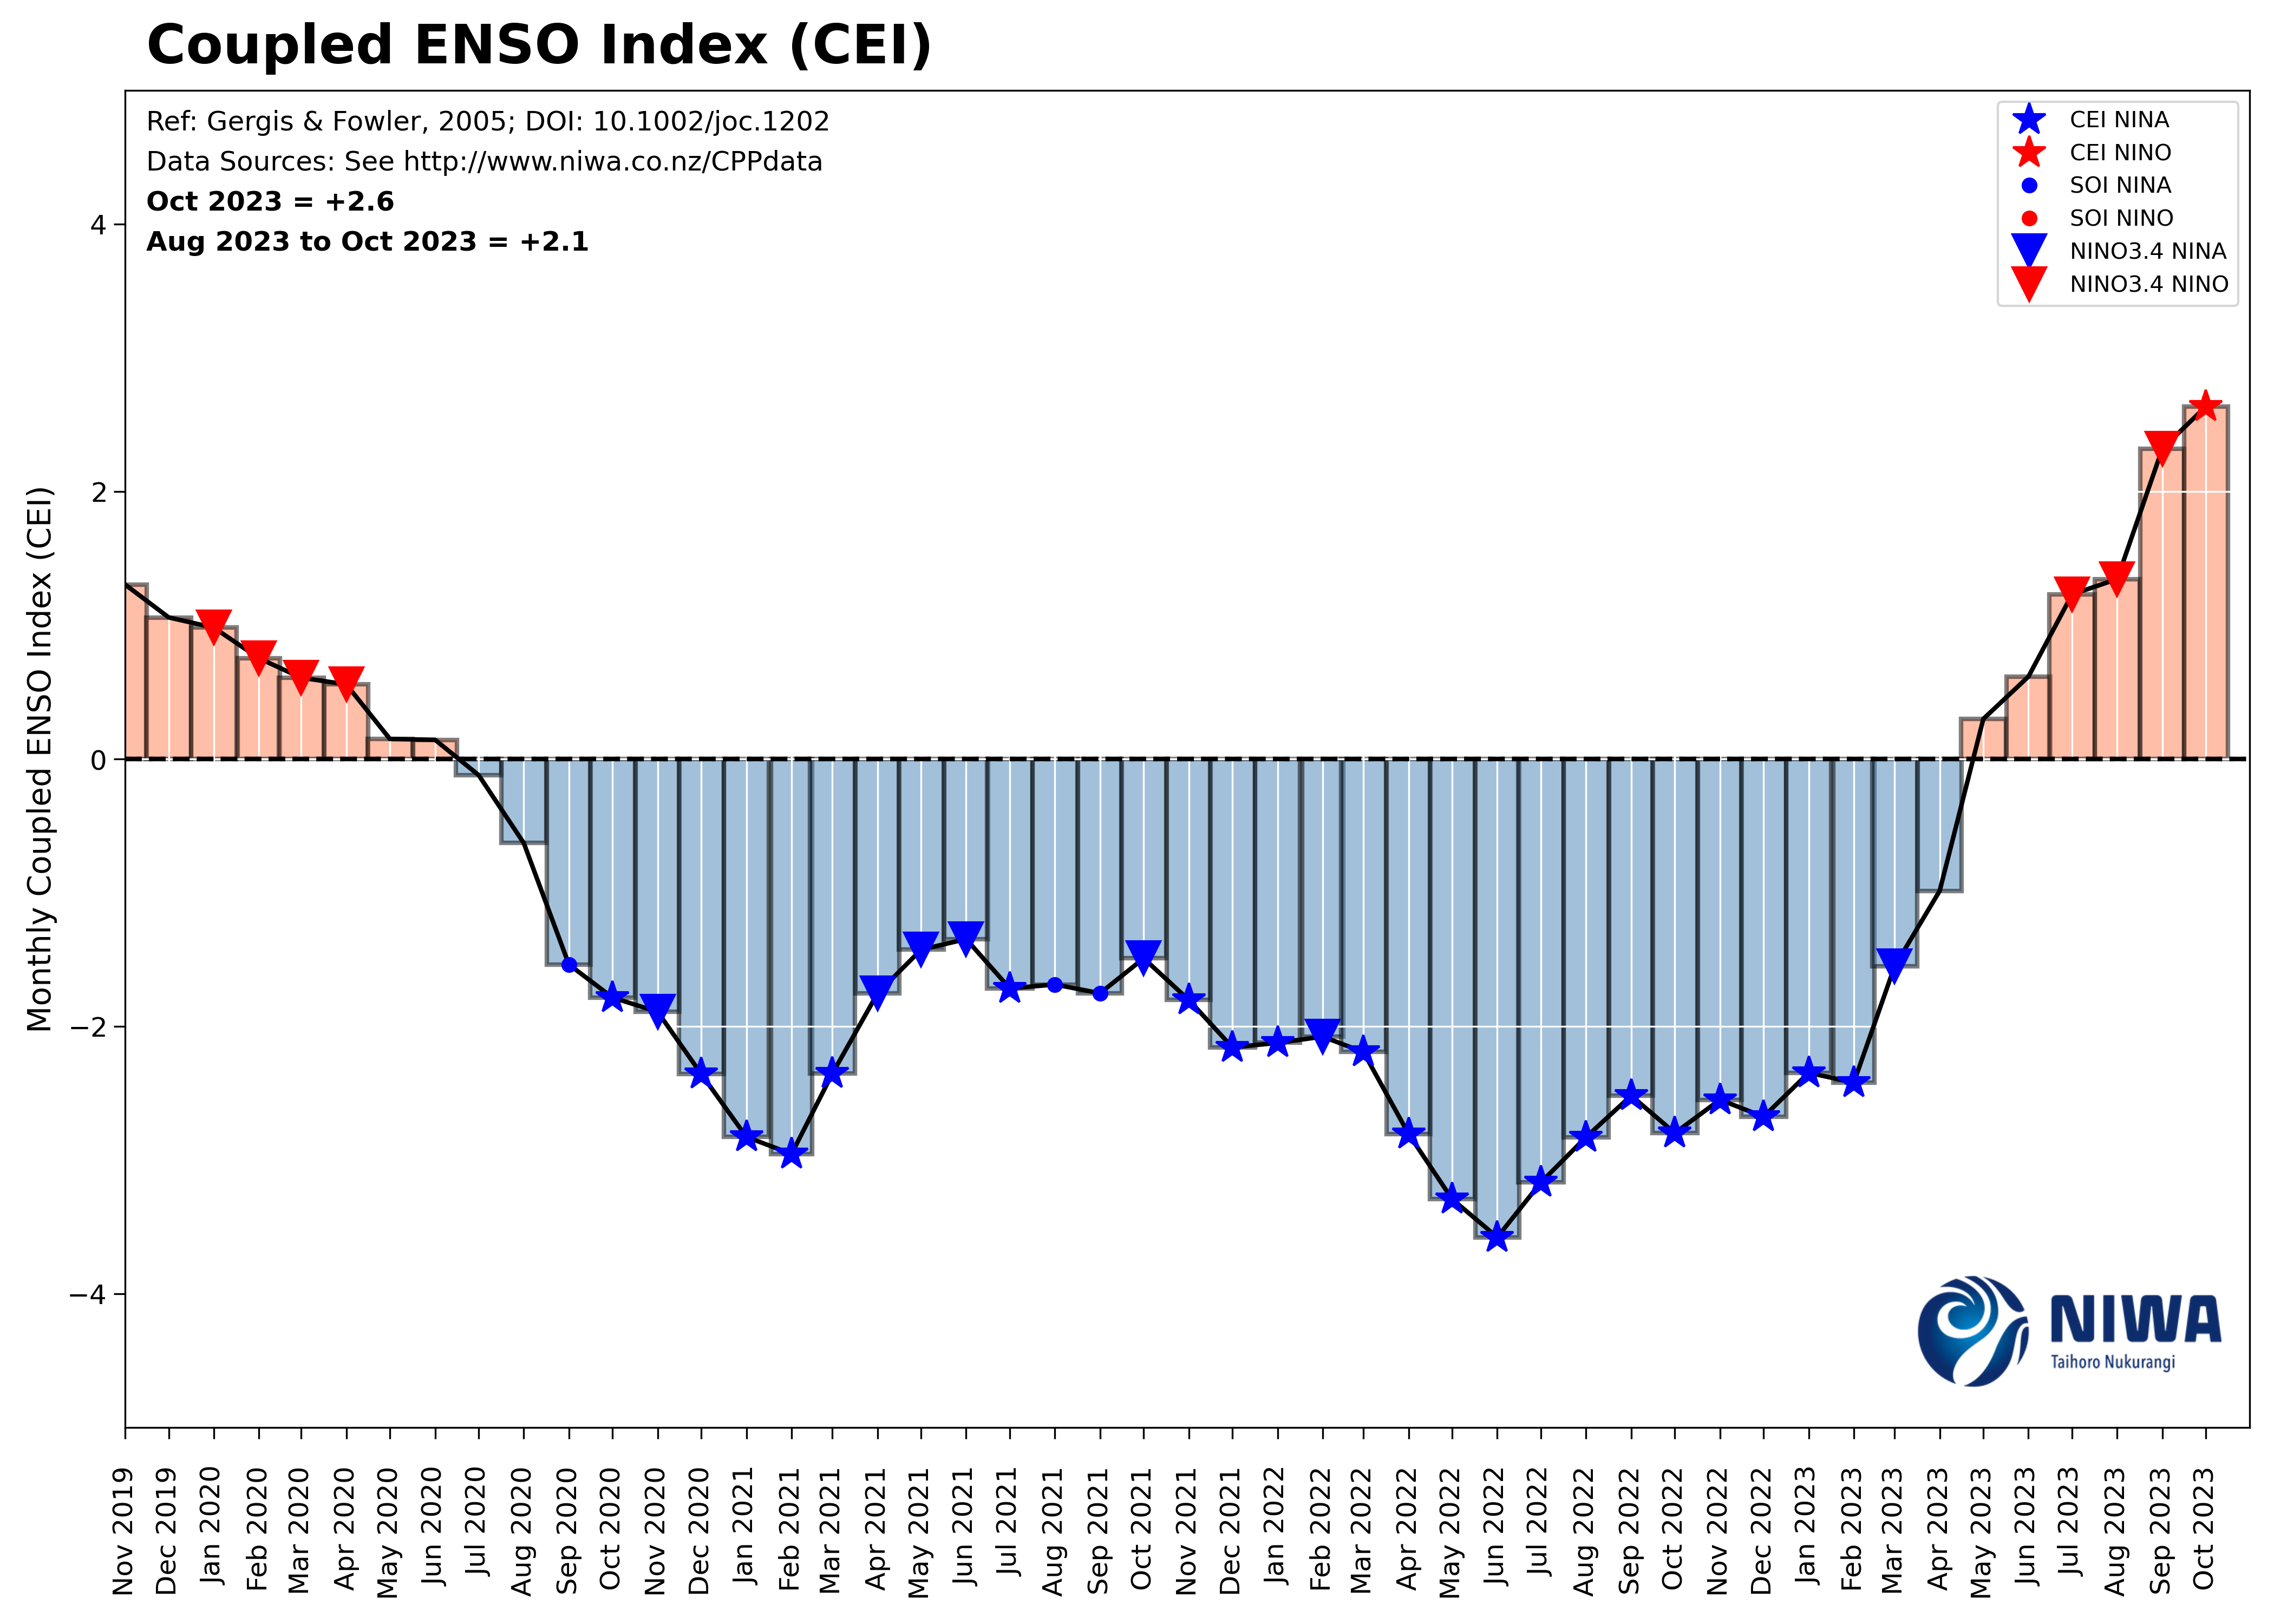 Coupled ENSO Index (CEI)
Ref: Gergis & Fowler, 2005; DOI: 10.1002/joc.1202
Data Sources: See http://www.niwa.co.nz/CPPdata
Oct 2023 = +2.6
Aug 2023 to Oct 2023 = +2.1
CEI NINA
CEI NINO
SOI NINA
SOI NINO
NINO3.4 NINA
NINO3.4 NINO
Monthly Coupled ENSO Index (CEI)
4
2
0
−2
−4
NIWA
Taihoro Nukurangi
Nov 2019
Dec 2019
Jan 2020
Feb 2020
Mar 2020
Apr 2020
May 2020
Jun 2020
Jul 2020
Aug 2020
Sep 2020
Oct 2020
Nov 2020
Dec 2020
Jan 2021
Feb 2021
Mar 2021
Apr 2021
May 2021
Jun 2021
Jul 2021
Aug 2021
Sep 2021
Oct 2021
Nov 2021
Dec 2021
Jan 2022
Feb 2022
Mar 2022
Apr 2022
May 2022
Jun 2022
Jul 2022
Aug 2022
Sep 2022
Oct 2022
Nov 2022
Dec 2022
Jan 2023
Feb 2023
Mar 2023
Apr 2023
May 2023
Jun 2023
Jul 2023
Aug 2023
Sep 2023
Oct 2023